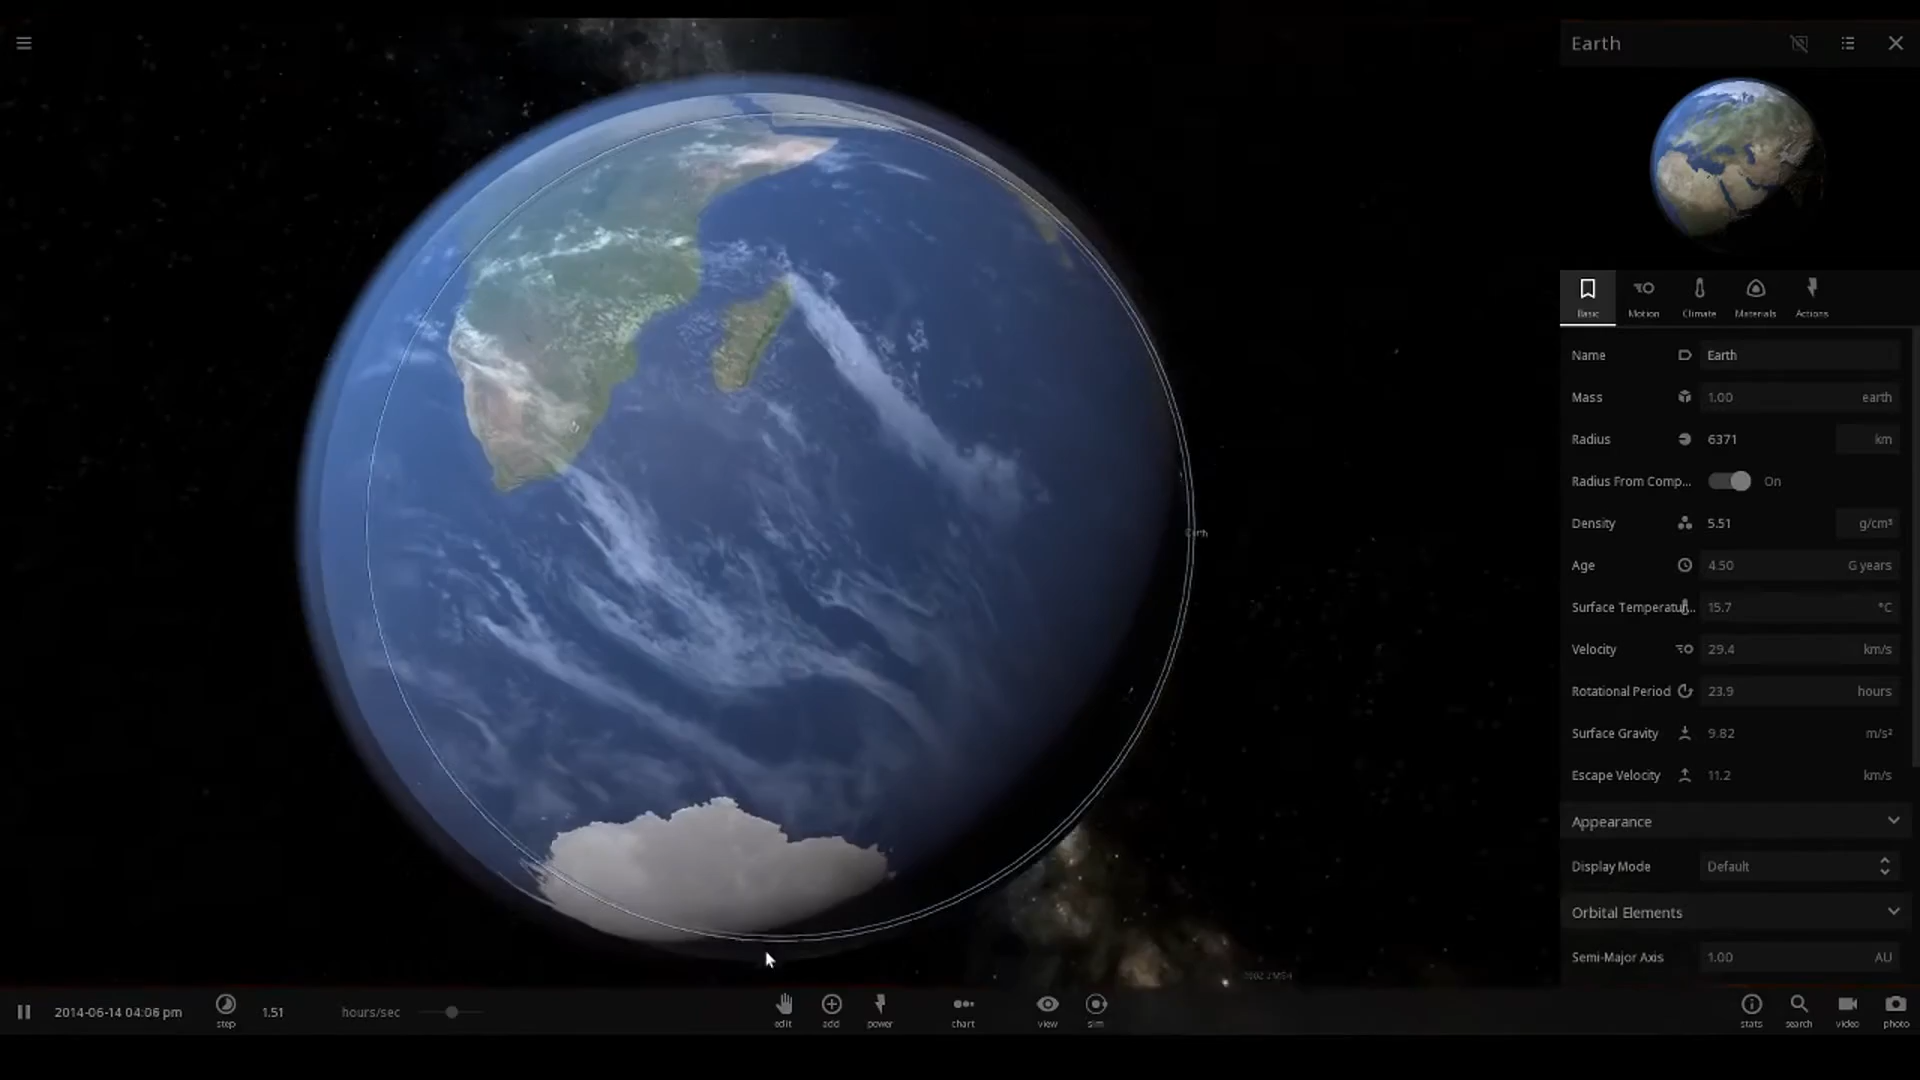 Earth
Basic
Motion
Climate
Materials
Actions
Name Earth
Mass 1.00 earth
Radius 6371 km
Radius From Comp... On
Density 5.51 g/cm³
Age 4.50 G years
Surface Temperatur... 15.7 °C
Velocity 29.4 km/s
Rotational Period 23.9 hours
Surface Gravity 9.82 m/s²
Escape Velocity 11.2 km/s
Appearance
Display Mode Default
Orbital Elements
Semi-Major Axis 1.00 AU
Earth
2014-06-14 04:06 pm
step
1.51 hours/sec
edit
add
power
chart
view
sim
stats
search
video
photo